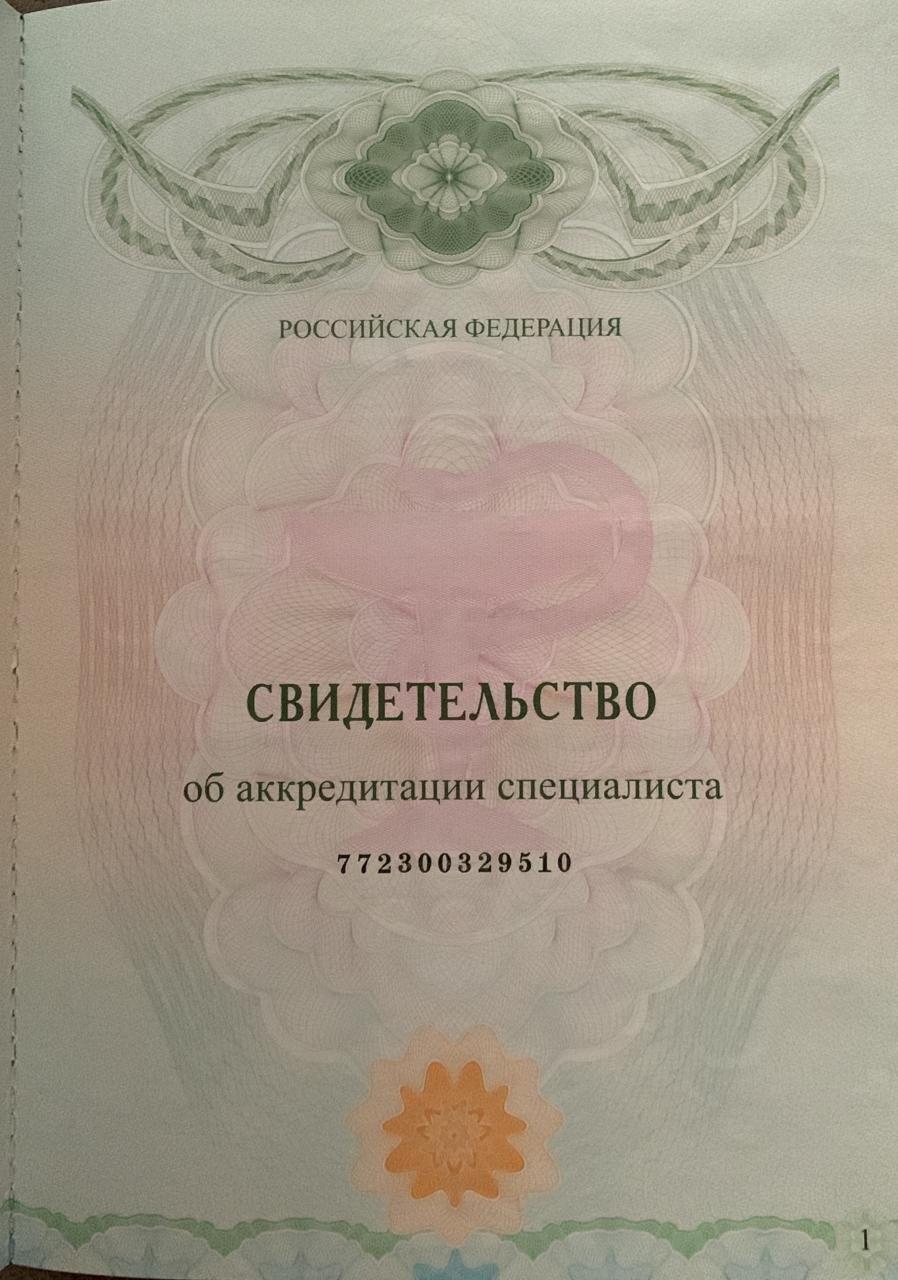 РОССИЙСКАЯ ФЕДЕРАЦИЯ
СВИДЕТЕЛЬСТВО
об аккредитации специалиста
772300329510
1